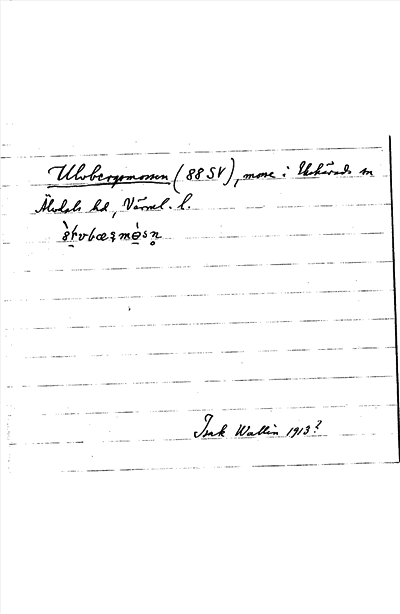 Ulvbergsmossen (88 SV), mosse i Ekshärads sn
Älvdals hd, Värml. l.
Isak Wallin 1913?